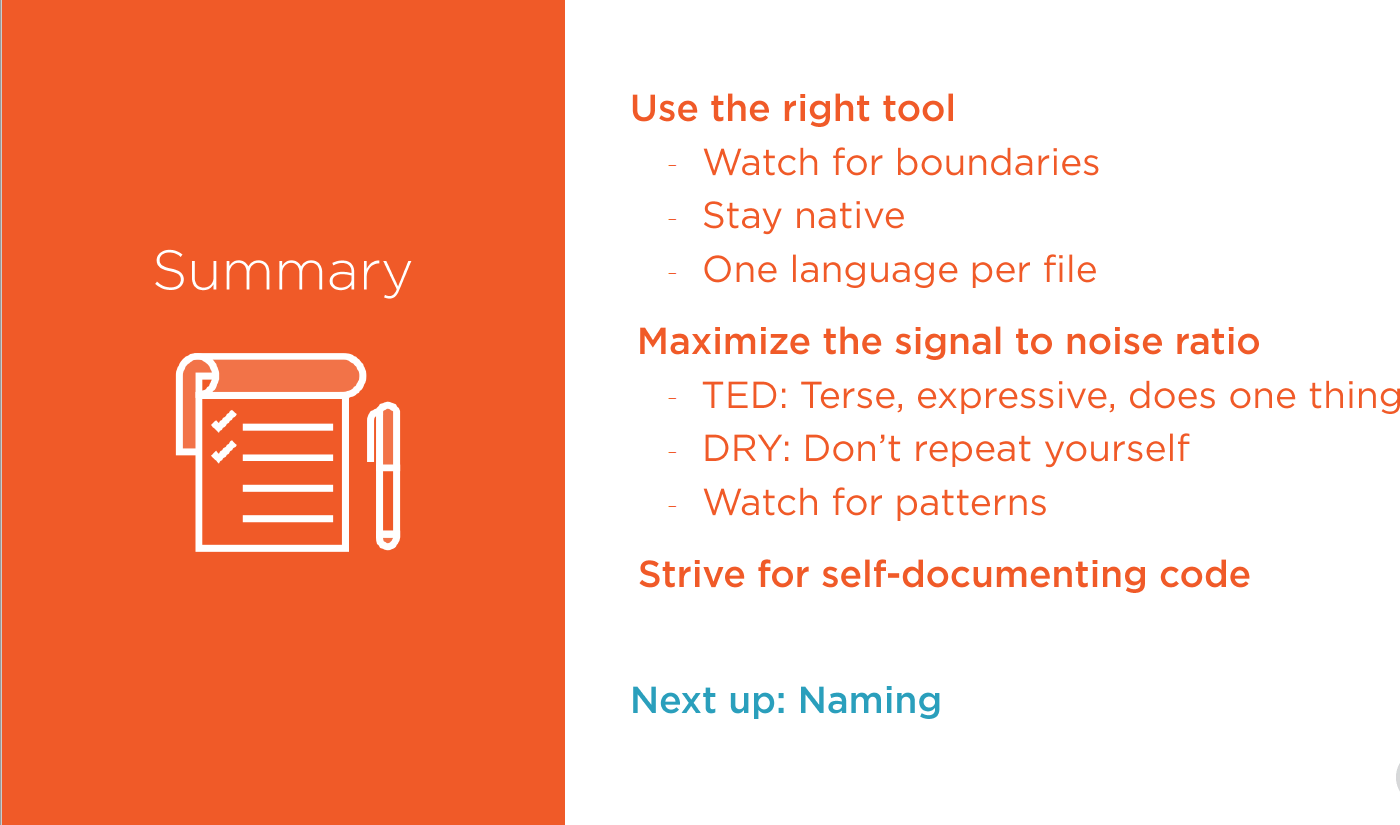 Summary
Use the right tool
- Watch for boundaries
- Stay native
- One language per file
Maximize the signal to noise ratio
- TED: Terse, expressive, does one thing
- DRY: Don’t repeat yourself
- Watch for patterns
Strive for self-documenting code
Next up: Naming